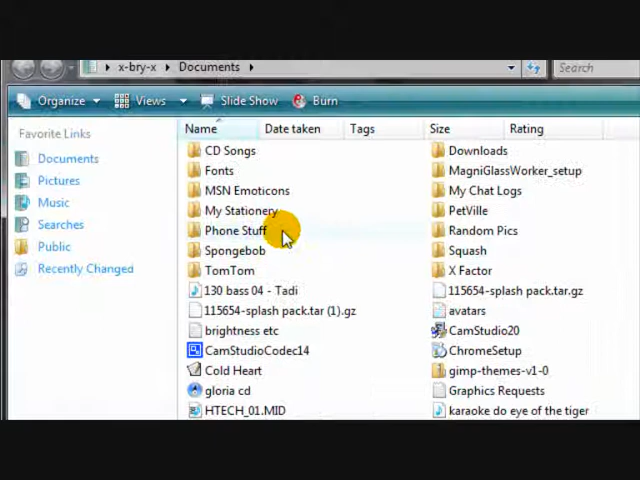 x-bry-x Documents Search
Organize Views Slide Show Burn
Favorite Links
Documents
Pictures
Music
Searches
Public
Recently Changed
Name Date taken Tags Size Rating
CD Songs Downloads
Fonts MagniGlassWorker_setup
MSN Emoticons My Chat Logs
My Stationery PetVille
Phone Stuff Random Pics
Spongebob Squash
TomTom X Factor
130 bass 04 - Tadi 115654-splash pack.tar.gz
115654-splash pack.tar (1).gz avatars
brightness etc CamStudio20
CamStudioCodec14 ChromeSetup
Cold Heart gimp-themes-v1-0
gloria cd Graphics Requests
HTECH_01.MID karaoke do eye of the tiger